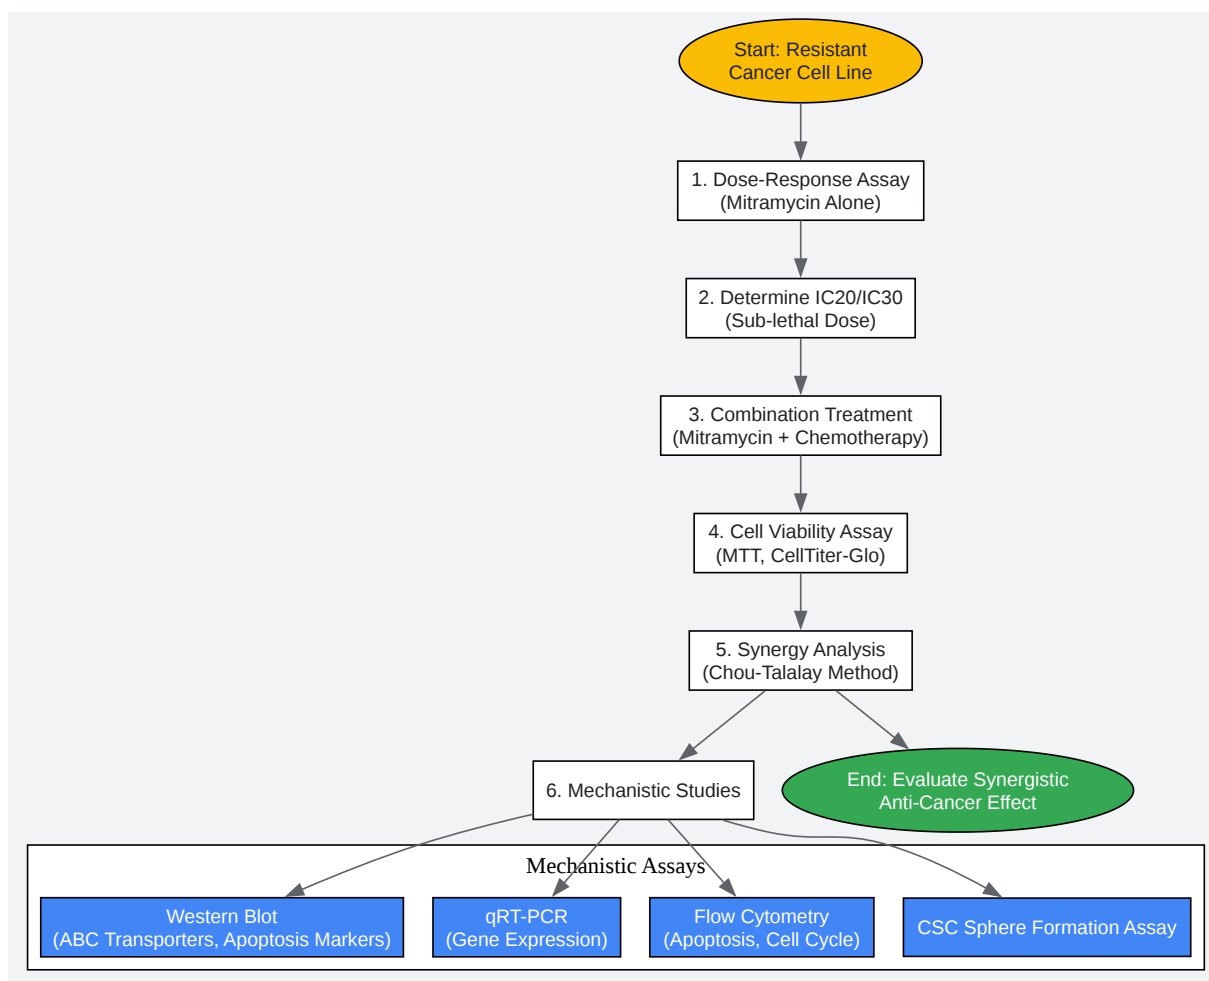 Start: Resistant
Cancer Cell Line
1. Dose-Response Assay
(Mitramycin Alone)
2. Determine IC20/IC30
(Sub-lethal Dose)
3. Combination Treatment
(Mitramycin + Chemotherapy)
4. Cell Viability Assay
(MTT, CellTiter-Glo)
5. Synergy Analysis
(Chou-Talalay Method)
6. Mechanistic Studies
End: Evaluate Synergistic
Anti-Cancer Effect
Mechanistic Assays
Western Blot
(ABC Transporters, Apoptosis Markers)
qRT-PCR
(Gene Expression)
Flow Cytometry
(Apoptosis, Cell Cycle)
CSC Sphere Formation Assay